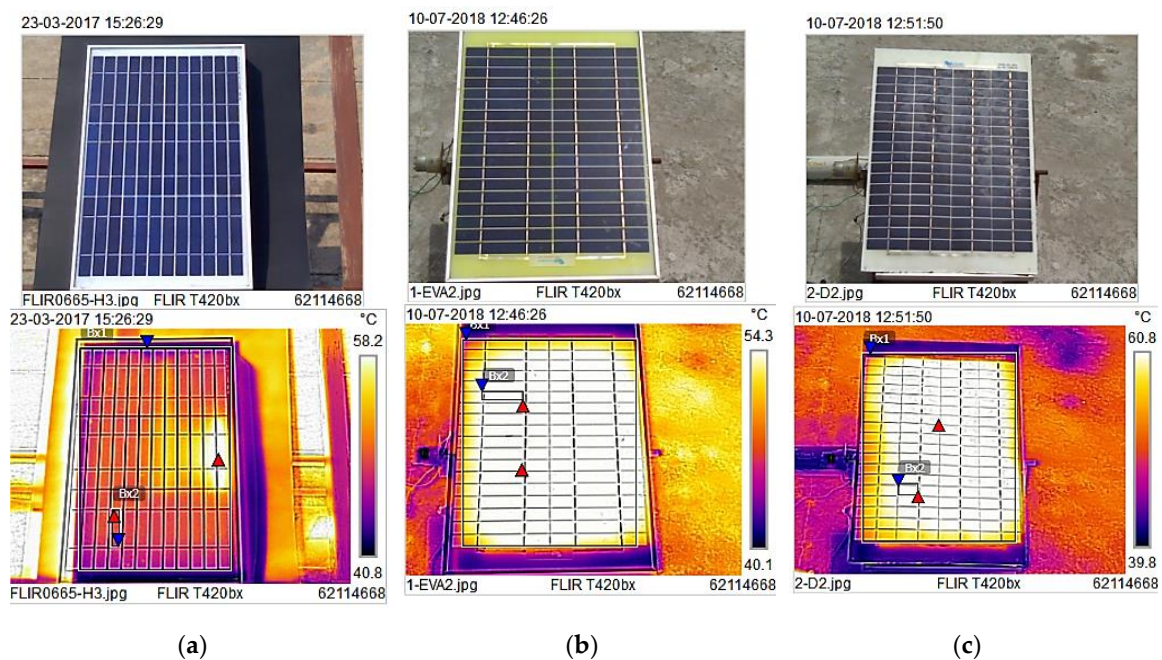 23-03-2017 15:26:29
FLIR0665-H3.jpg FLIR T420bx 62114668
23-03-2017 15:26:29 °C
Bx1
58.2
Bx2
40.8
FLIR0665-H3.jpg FLIR T420bx 62114668
(a)
10-07-2018 12:46:26
1-EVA2.jpg FLIR T420bx 62114668
10-07-2018 12:46:26 °C
Bx1
54.3
Bx2
40.1
1-EVA2.jpg FLIR T420bx 62114668
(b)
10-07-2018 12:51:50
2-D2.jpg FLIR T420bx 62114668
10-07-2018 12:51:50 °C
Bx1
60.8
Bx2
39.8
2-D2.jpg FLIR T420bx 62114668
(c)